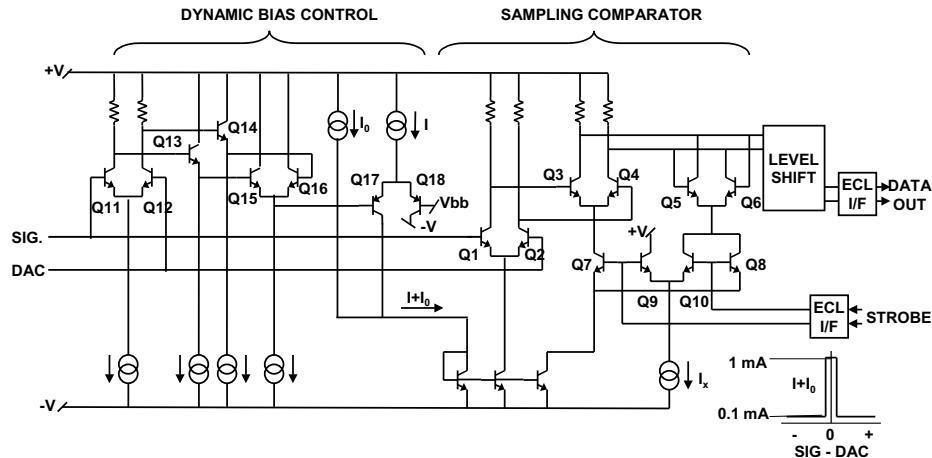 DYNAMIC BIAS CONTROL
SAMPLING COMPARATOR
+V
I0
I
Q14
Q13
Q3
Q4
LEVEL
SHIFT
Q15
Q16
Q17
Q18
Q11
Q12
Q5
Q6
ECL
I/F
DATA
OUT
Vbb
-V
+V
SIG.
Q1
Q2
Q7
Q8
DAC
Q9
Q10
I+I0
ECL
I/F
STROBE
Ix
1 mA
I+I0
-V
0.1 mA
- 0 +
SIG - DAC